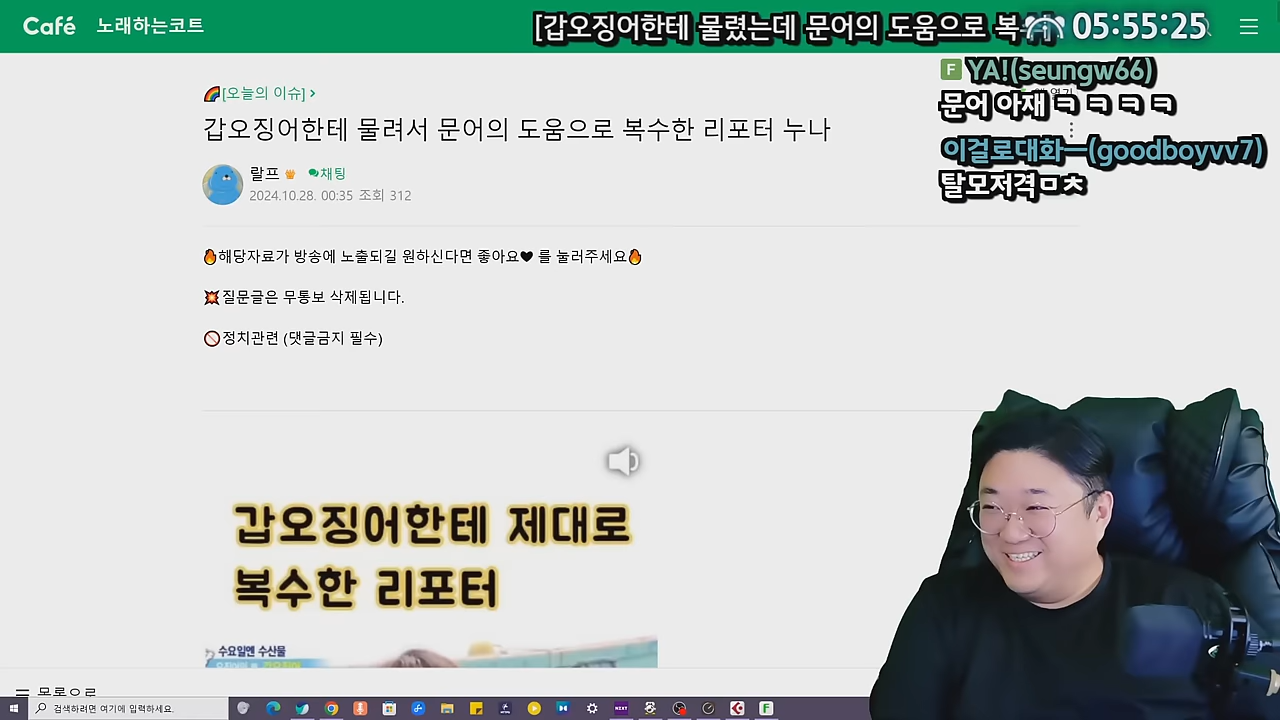 Café 노래하는코트
[갑오징어한테 물렸는데 문어의 도움으로 복
05:55:25
YA!(seungw66)
문어 아재 ㅋ ㅋ ㅋ ㅋ
이걸로대화—(goodboyvv7)
탈모저격ㅁㅊ
[오늘의 이슈] >
갑오징어한테 물려서 문어의 도움으로 복수한 리포터 누나
랄프 채팅
2024.10.28. 00:35 조회 312
해당자료가 방송에 노출되길 원하신다면 좋아요🖤 를 눌러주세요
질문글은 무통보 삭제됩니다.
정치관련 (댓글금지 필수)
갑오징어한테 제대로
복수한 리포터
수요일엔 수산물
목록으로
검색하려면 여기에 입력하세요.